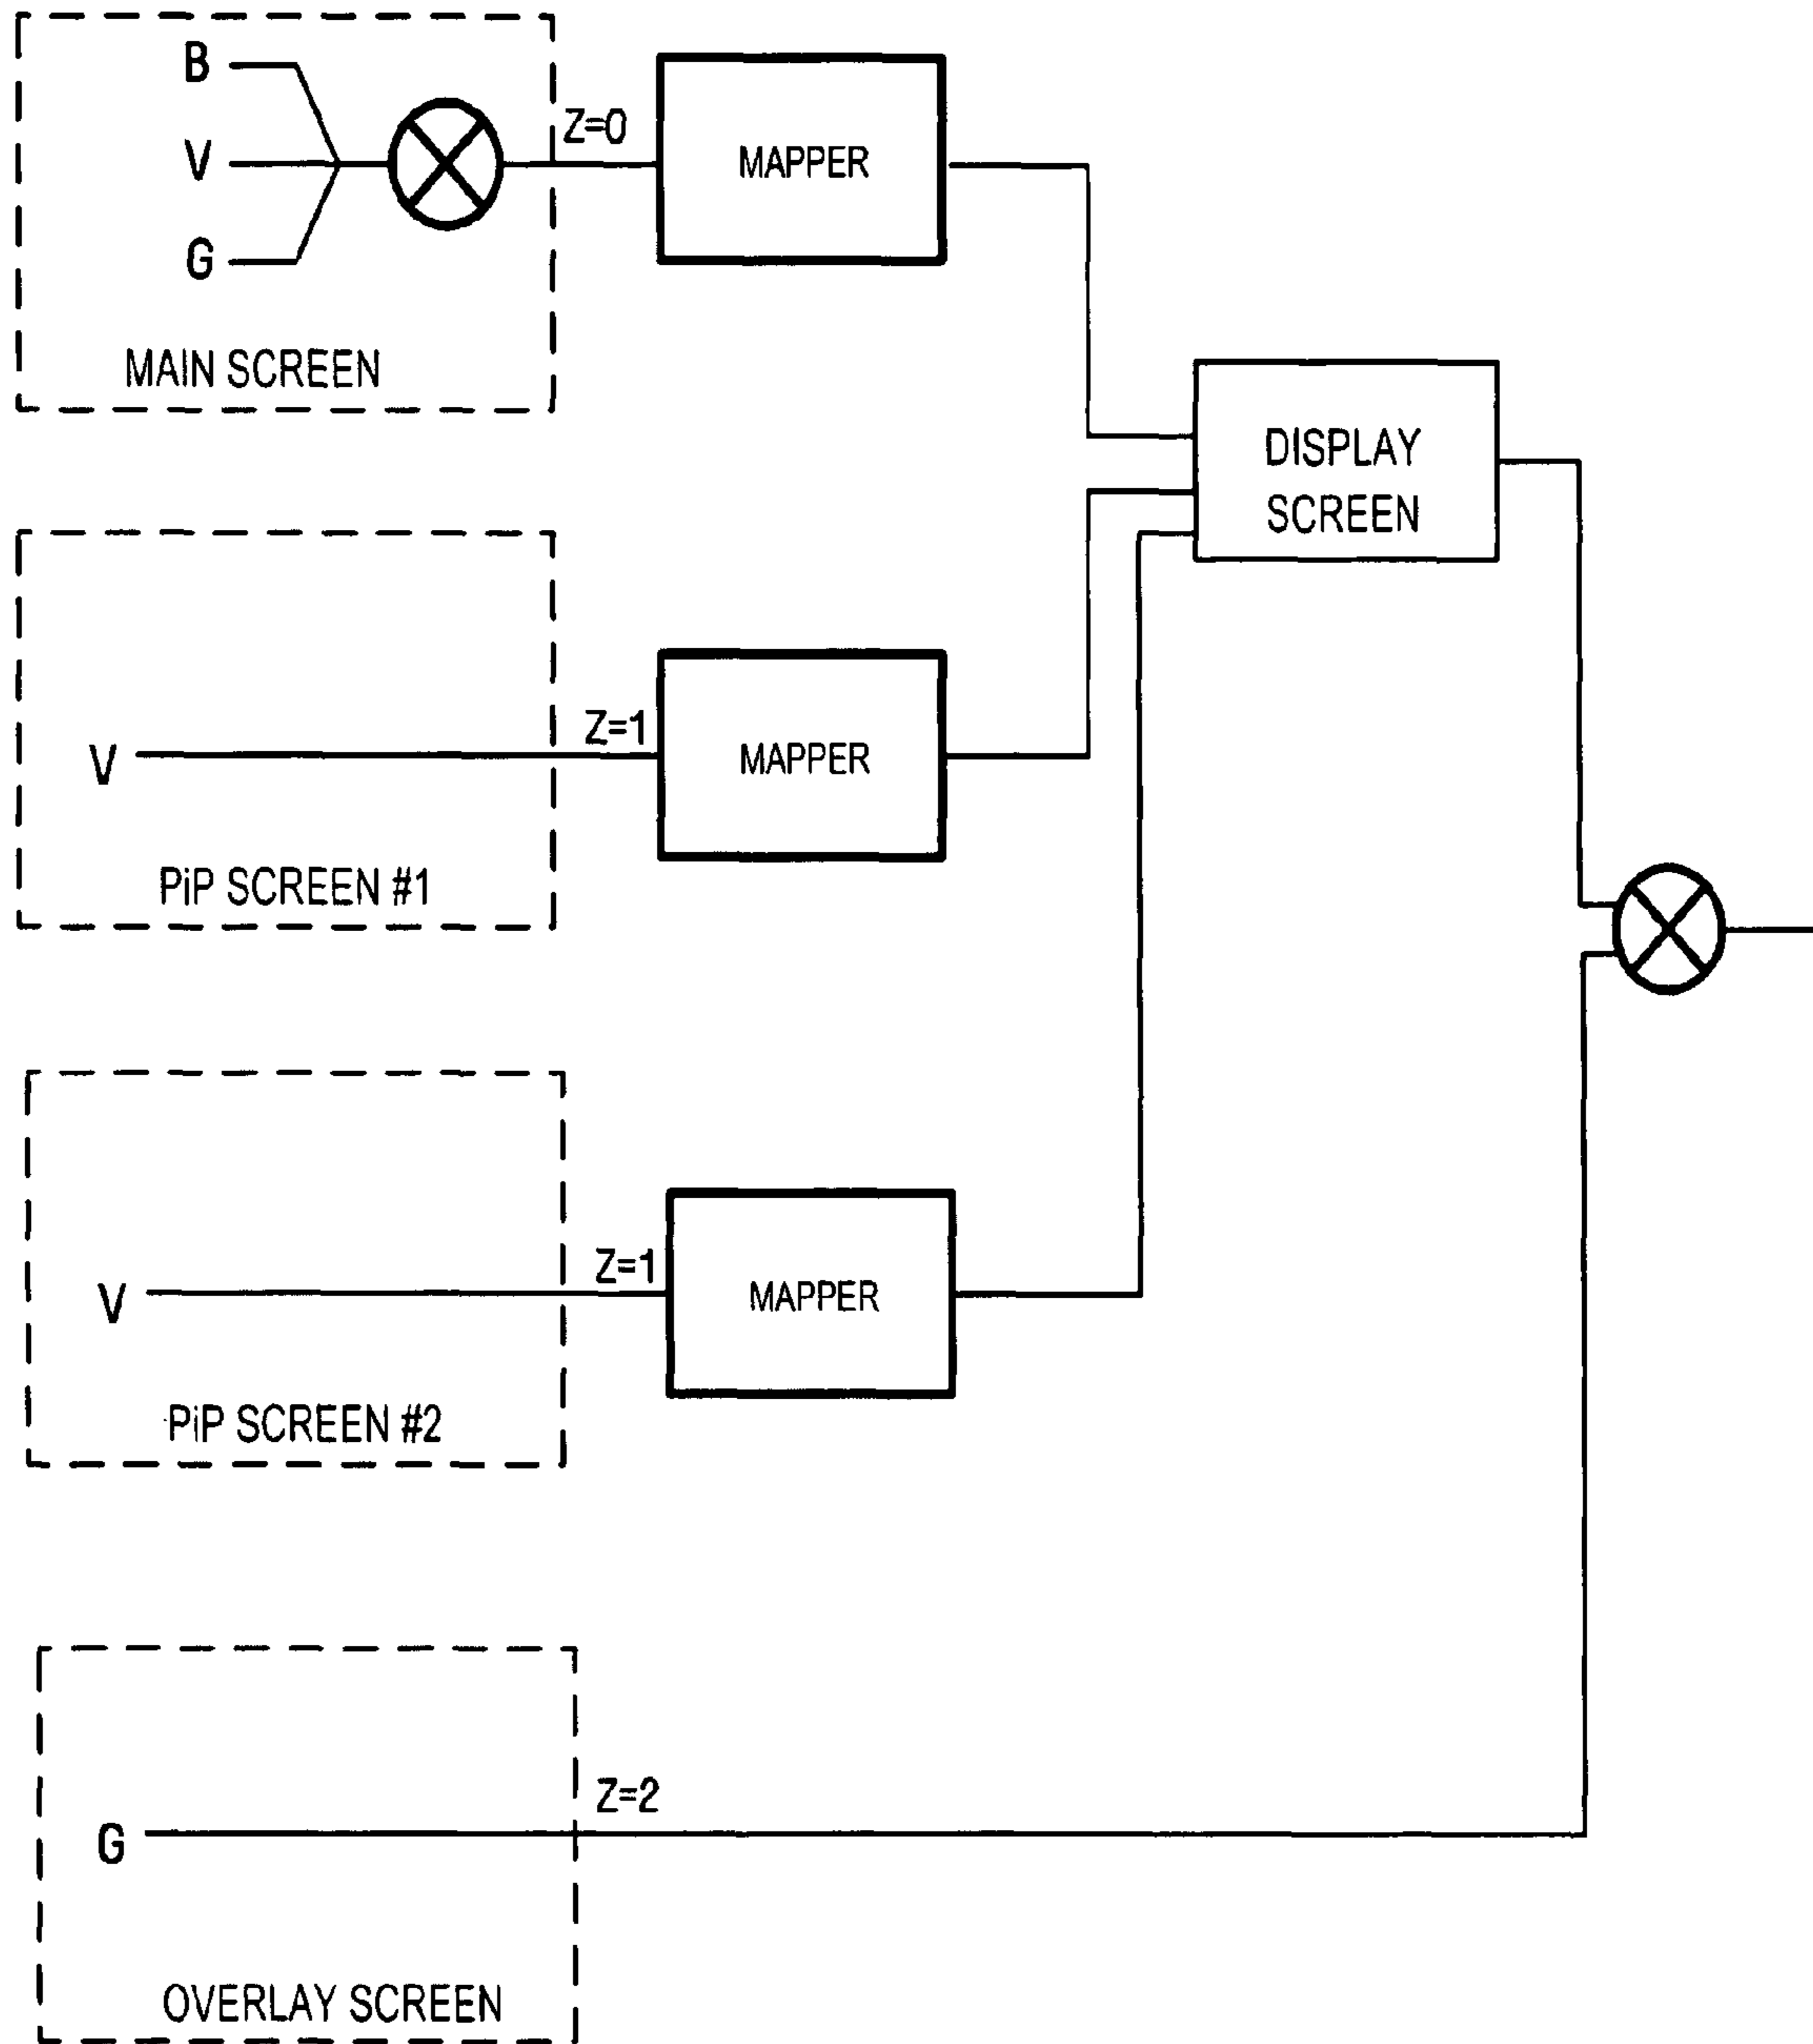 B
V
G
Z=0
MAPPER
MAIN SCREEN
DISPLAY
SCREEN
V
Z=1
MAPPER
PiP SCREEN #1
V
Z=1
MAPPER
PiP SCREEN #2
G
Z=2
OVERLAY SCREEN